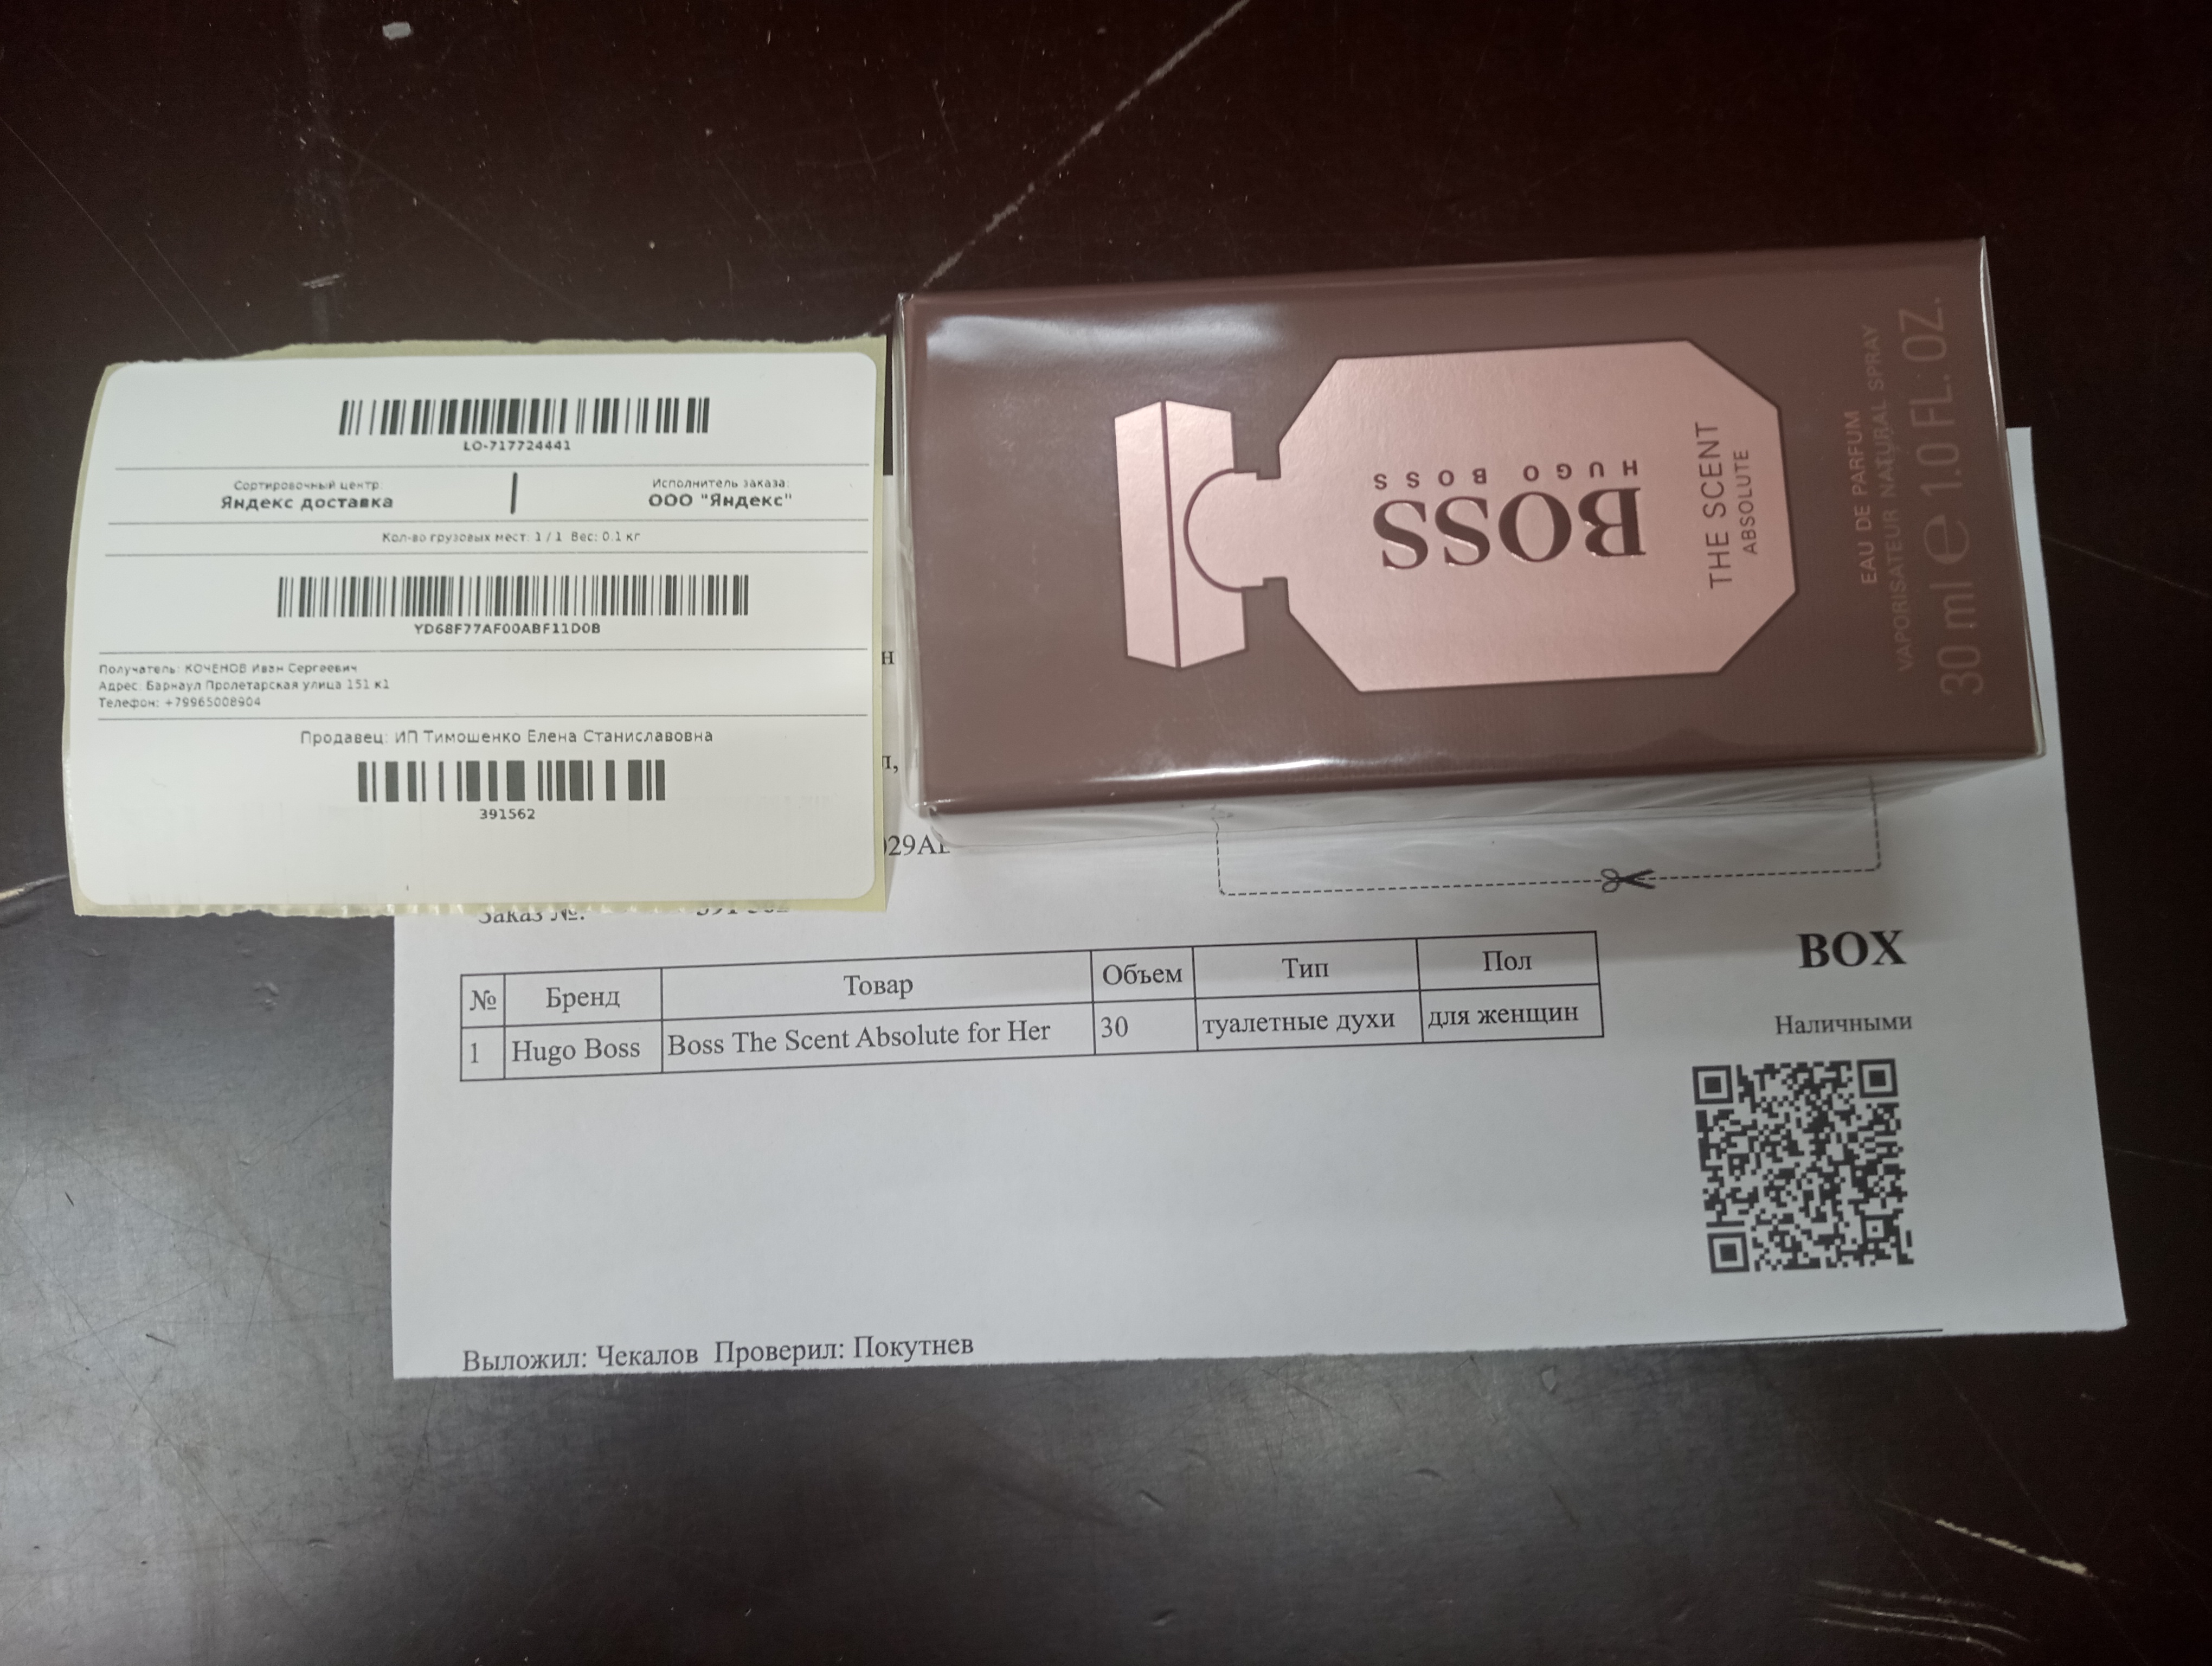 LO-717724441
Сортировочный центр:
Яндекс доставка
Исполнитель заказа:
ООО "Яндекс"
Кол-во грузовых мест: 1 / 1 Вес: 0.1 кг
YD68F77AF00ABF11D0B
Получатель: КОЧЕНОВ Иван Сергеевич
Адрес: Барнаул Пролетарская улица 151 к1
Телефон: +79965008904
Продавец: ИП Тимошенко Елена Станиславовна
391562
BOSS
HUGO BOSS
THE SCENT
ABSOLUTE
EAU DE PARFUM
VAPORISATEUR NATURAL SPRAY
30 ml e 1.0 FL. OZ.
Заказ №:
№ Бренд Товар Объем Тип Пол
1 Hugo Boss Boss The Scent Absolute for Her 30 туалетные духи для женщин
BOX
Наличными
Выложил: Чекалов Проверил: Покутнев